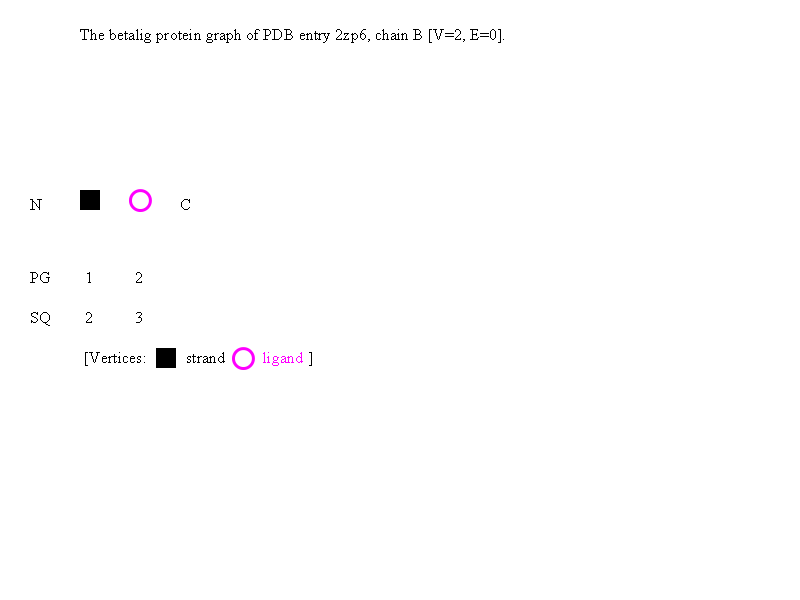 The betalig protein graph of PDB entry 2zp6, chain B [V=2, E=0].
N C
PG 1 2
SQ 2 3
[Vertices: strand ligand ]